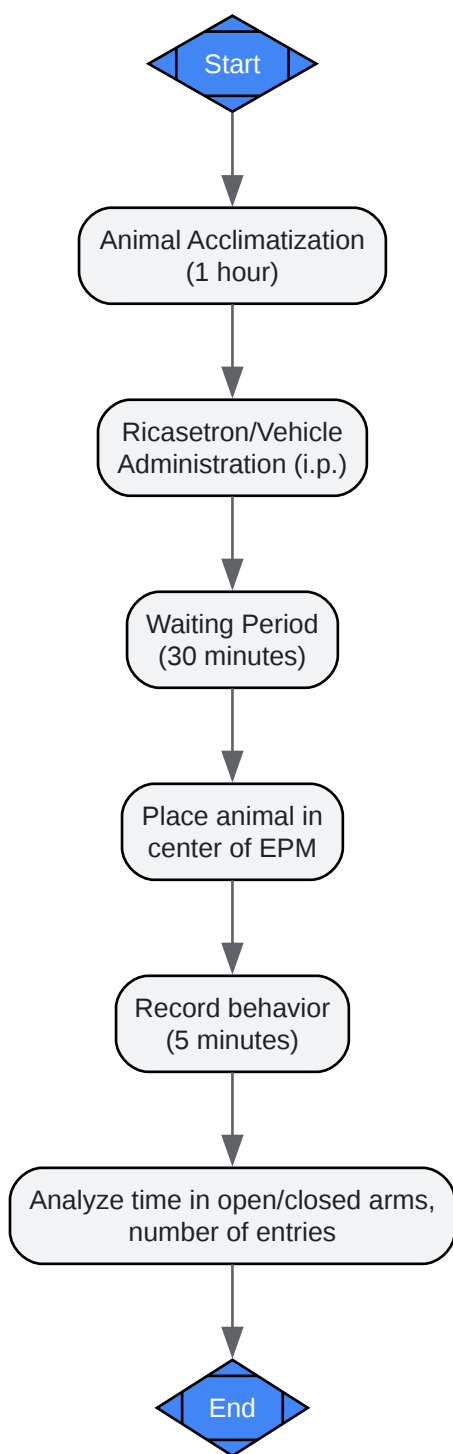 Start
Animal Acclimatization
(1 hour)
Ricasetron/Vehicle
Administration (i.p.)
Waiting Period
(30 minutes)
Place animal in
center of EPM
Record behavior
(5 minutes)
Analyze time in open/closed arms,
number of entries
End